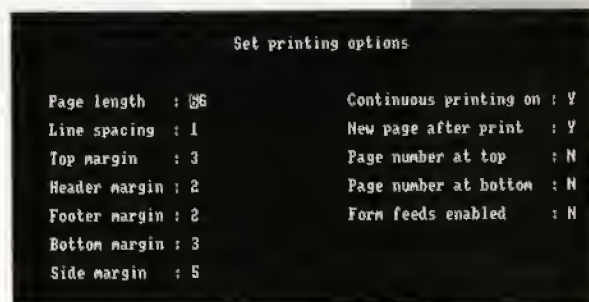 Set printing options
Page length : 66
Line spacing : 1
Top margin : 3
Header margin : 2
Footer margin : 2
Bottom margin : 3
Side margin : 5
Continuous printing on : Y
New page after print : Y
Page number at top : N
Page number at bottom : N
Form feeds enabled : N